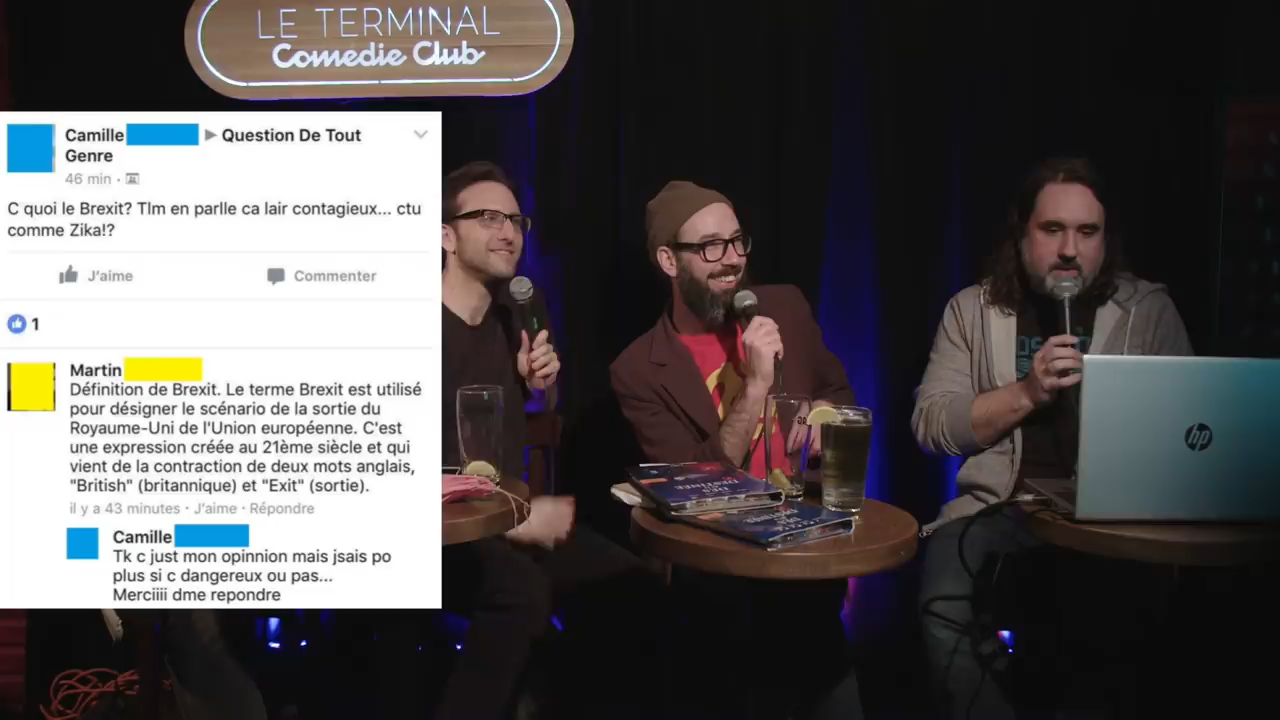 LE TERMINAL
Comedie Club
Camille ▶ Question De Tout
Genre
46 min
C quoi le Brexit? Tlm en parlle ca lair contagieux... ctu
comme Zika!?
J'aime Commenter
1
Martin
Définition de Brexit. Le terme Brexit est utilisé
pour désigner le scénario de la sortie du
Royaume-Uni de l'Union européenne. C'est
une expression créée au 21ème siècle et qui
vient de la contraction de deux mots anglais,
"British" (britannique) et "Exit" (sortie).
il y a 43 minutes · J'aime · Répondre
Camille
Tk c just mon opinnion mais jsais po
plus si c dangereux ou pas...
Merciiii dme repondre
hp